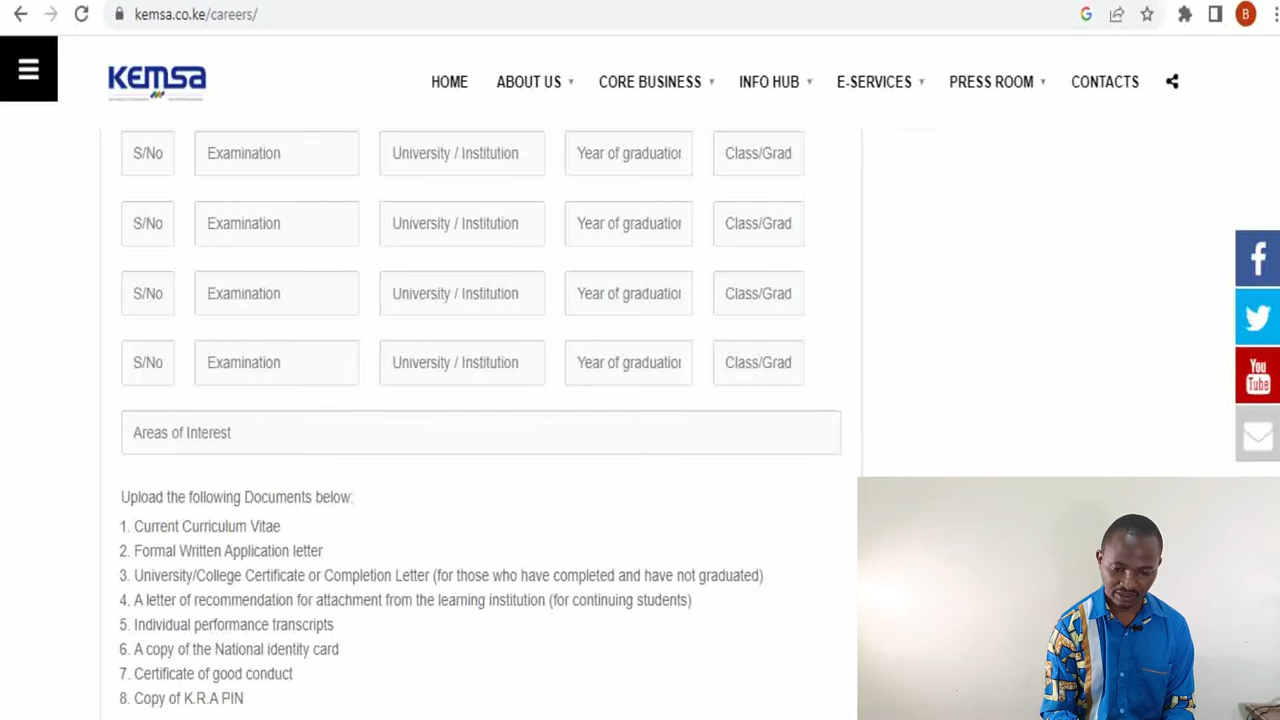 kemsa.co.ke/careers/
B
KEMSA
HOME ABOUT US CORE BUSINESS INFO HUB E-SERVICES PRESS ROOM CONTACTS
S/No Examination University / Institution Year of graduation Class/Grad
S/No Examination University / Institution Year of graduation Class/Grad
S/No Examination University / Institution Year of graduation Class/Grad
S/No Examination University / Institution Year of graduation Class/Grad
Areas of Interest
Upload the following Documents below:
1. Current Curriculum Vitae
2. Formal Written Application letter
3. University/College Certificate or Completion Letter (for those who have completed and have not graduated)
4. A letter of recommendation for attachment from the learning institution (for continuing students)
5. Individual performance transcripts
6. A copy of the National identity card
7. Certificate of good conduct
8. Copy of K.R.A PIN
You
Tube